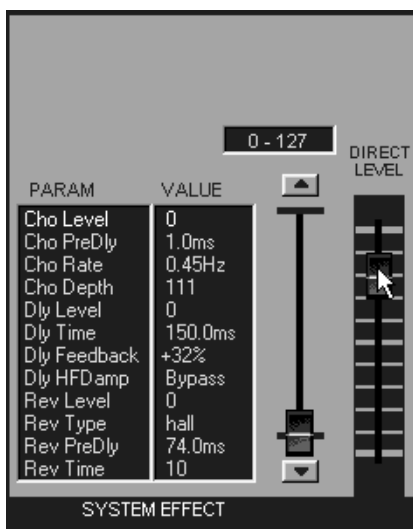 0 - 127
DIRECT
LEVEL
PARAM VALUE
Cho Level 0
Cho PreDly 1.0ms
Cho Rate 0.45Hz
Cho Depth 111
Dly Level 0
Dly Time 150.0ms
Dly Feedback +32%
Dly HFDamp Bypass
Rev Level 0
Rev Type hall
Rev PreDly 74.0ms
Rev Time 10
SYSTEM EFFECT